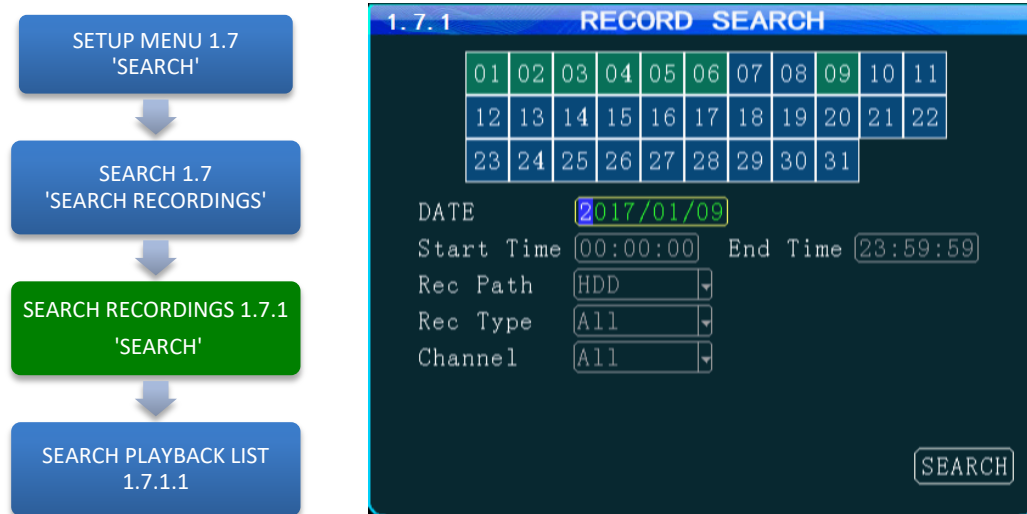 SETUP MENU 1.7
'SEARCH'
SEARCH 1.7
'SEARCH RECORDINGS'
SEARCH RECORDINGS 1.7.1
'SEARCH'
SEARCH PLAYBACK LIST
1.7.1.1
1.7.1 RECORD SEARCH
01 02 03 04 05 06 07 08 09 10 11
12 13 14 15 16 17 18 19 20 21 22
23 24 25 26 27 28 29 30 31
DATE 2017/01/09
Start Time 00:00:00 End Time 23:59:59
Rec Path HDD
Rec Type All
Channel All
SEARCH